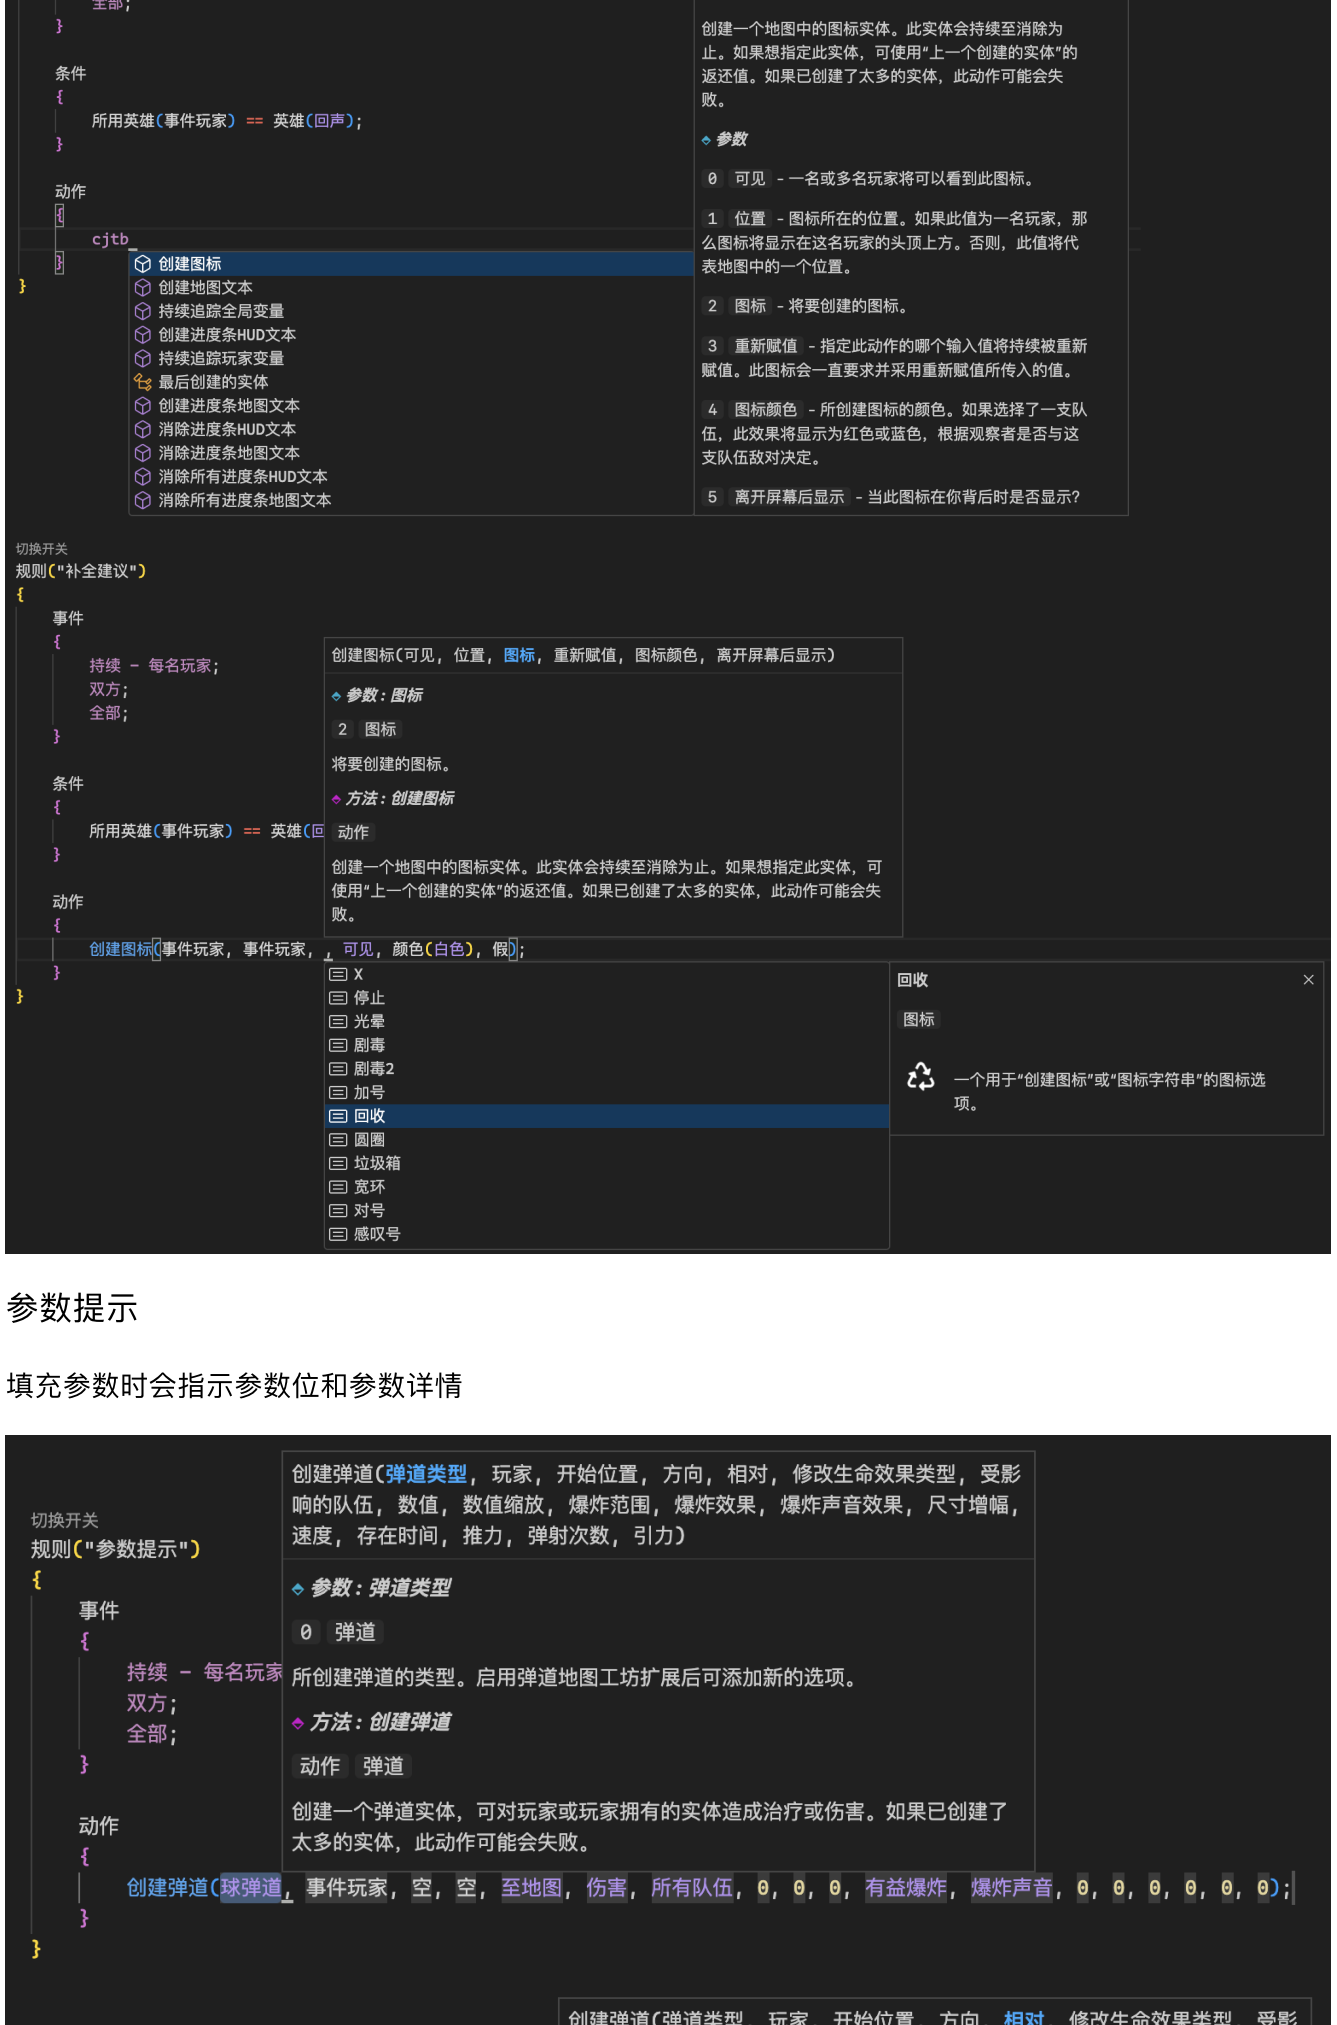 全部;
}
条件
{
所用英雄(事件玩家) == 英雄(回声);
}
动作
{
cjtb
}
}
创建图标
创建地图文本
持续追踪全局变量
创建进度条HUD文本
持续追踪玩家变量
最后创建的实体
创建进度条地图文本
消除进度条HUD文本
消除进度条地图文本
消除所有进度条HUD文本
消除所有进度条地图文本
创建一个地图中的图标实体。此实体会持续至消除为
止。如果想指定此实体，可使用“上一个创建的实体”的
返还值。如果已创建了太多的实体，此动作可能会失
败。
参数
0 可见 - 一名或多名玩家将可以看到此图标。
1 位置 - 图标所在的位置。如果此值为一名玩家，那
么图标将显示在这名玩家的头顶上方。否则，此值将代
表地图中的一个位置。
2 图标 - 将要创建的图标。
3 重新赋值 - 指定此动作的哪个输入值将持续被重新
赋值。此图标会一直要求并采用重新赋值所传入的值。
4 图标颜色 - 所创建图标的颜色。如果选择了一支队
伍，此效果将显示为红色或蓝色，根据观察者是否与这
支队伍敌对决定。
5 离开屏幕后显示 - 当此图标在你背后时是否显示?
切换开关
规则("补全建议")
{
事件
{
持续 - 每名玩家;
双方;
全部;
}
条件
{
所用英雄(事件玩家) == 英雄(回
}
动作
{
创建图标(事件玩家, 事件玩家, , 可见, 颜色(白色), 假);
}
}
创建图标(可见, 位置, 图标, 重新赋值, 图标颜色, 离开屏幕后显示)
参数 : 图标
2 图标
将要创建的图标。
方法 : 创建图标
动作
创建一个地图中的图标实体。此实体会持续至消除为止。如果想指定此实体，可
使用“上一个创建的实体”的返还值。如果已创建了太多的实体，此动作可能会失
败。
X
停止
光晕
剧毒
剧毒2
加号
回收
圆圈
垃圾箱
宽环
对号
感叹号
回收
图标
一个用于“创建图标”或“图标字符串”的图标选
项。
参数提示
填充参数时会指示参数位和参数详情
切换开关
规则("参数提示")
{
事件
{
持续 - 每名玩家
双方;
全部;
}
动作
{
创建弹道(球弹道, 事件玩家, 空, 空, 至地图, 伤害, 所有队伍, 0, 0, 0, 有益爆炸, 爆炸声音, 0, 0, 0, 0, 0, 0);
}
}
创建弹道(弹道类型, 玩家, 开始位置, 方向, 相对, 修改生命效果类型, 受影
响的队伍, 数值, 数值缩放, 爆炸范围, 爆炸效果, 爆炸声音效果, 尺寸增幅,
速度, 存在时间, 推力, 弹射次数, 引力)
参数 : 弹道类型
0 弹道
所创建弹道的类型。启用弹道地图工坊扩展后可添加新的选项。
方法 : 创建弹道
动作 弹道
创建一个弹道实体，可对玩家或玩家拥有的实体造成治疗或伤害。如果已创建了
太多的实体，此动作可能会失败。
创建弹道(弹道类型, 玩家, 开始位置, 方向, 相对, 修改生命效果类型, 受影